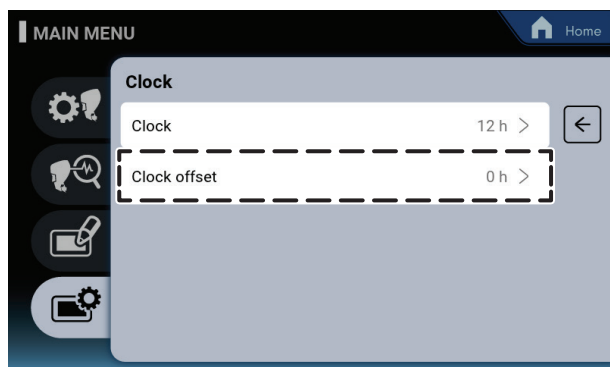 MAIN MENU
Home
Clock
Clock 12 h >
Clock offset 0 h >